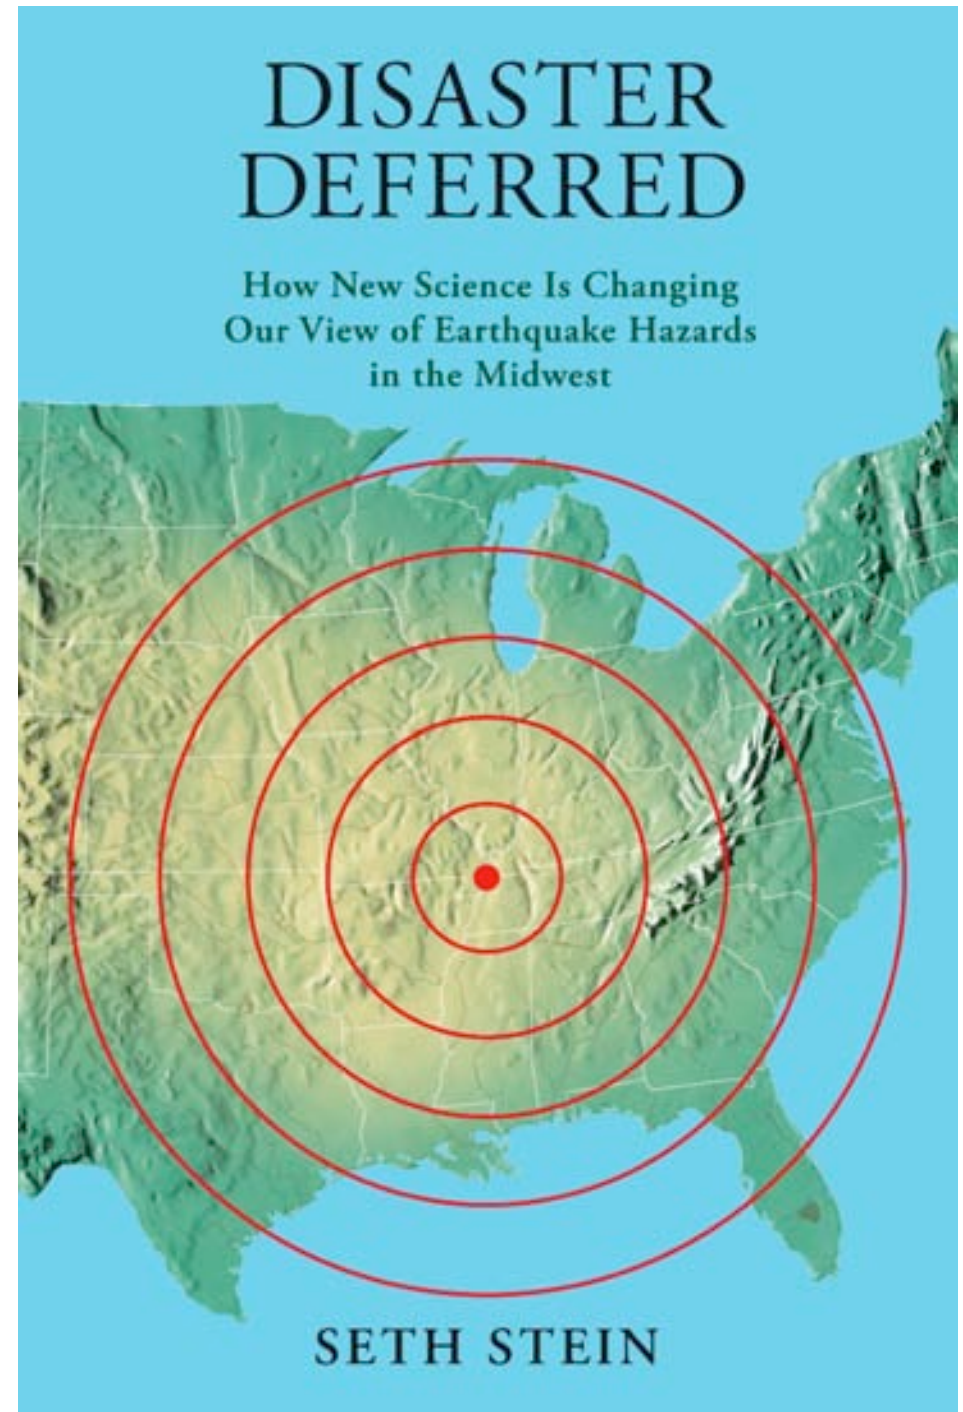 DISASTER
DEFERRED
How New Science Is Changing
Our View of Earthquake Hazards
in the Midwest
SETH STEIN